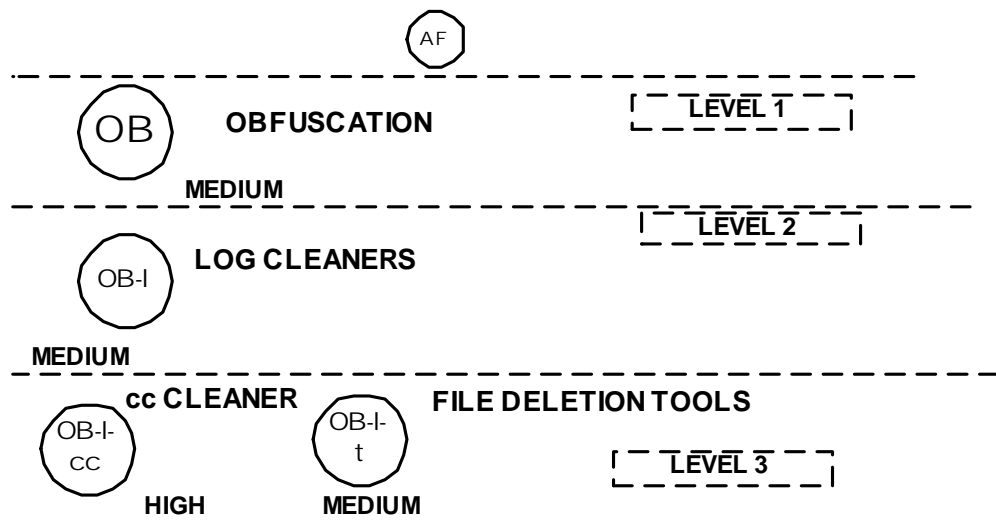 AF
OB
OBFUSCATION
LEVEL 1
MEDIUM
LEVEL 2
OB-I
LOG CLEANERS
MEDIUM
cc CLEANER
FILE DELETION TOOLS
OB-I-
cc
OB-I-
t
LEVEL 3
HIGH
MEDIUM